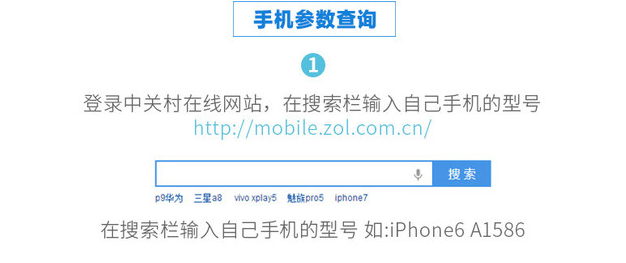 手机参数查询
1
登录中关村在线网站，在搜索栏输入自己手机的型号
http://mobile.zol.com.cn/
搜索
p9华为 三星a8 vivo xplay5 魅族pro5 iphone7
在搜索栏输入自己手机的型号 如:iPhone6 A1586